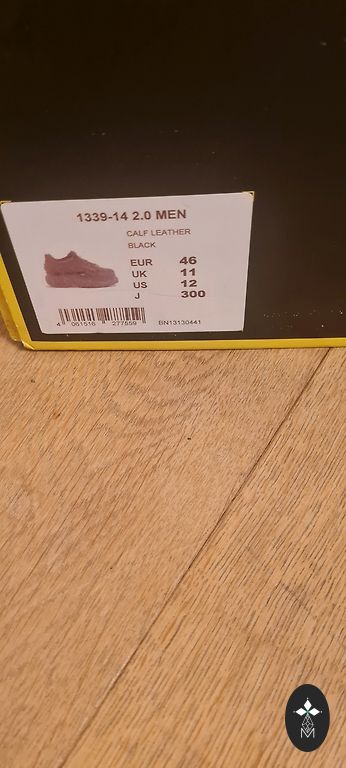 1339-14 2.0 MEN
CALF LEATHER
BLACK
EUR 46
UK 11
US 12
J 300
4 061516 277559
BN13130441
M